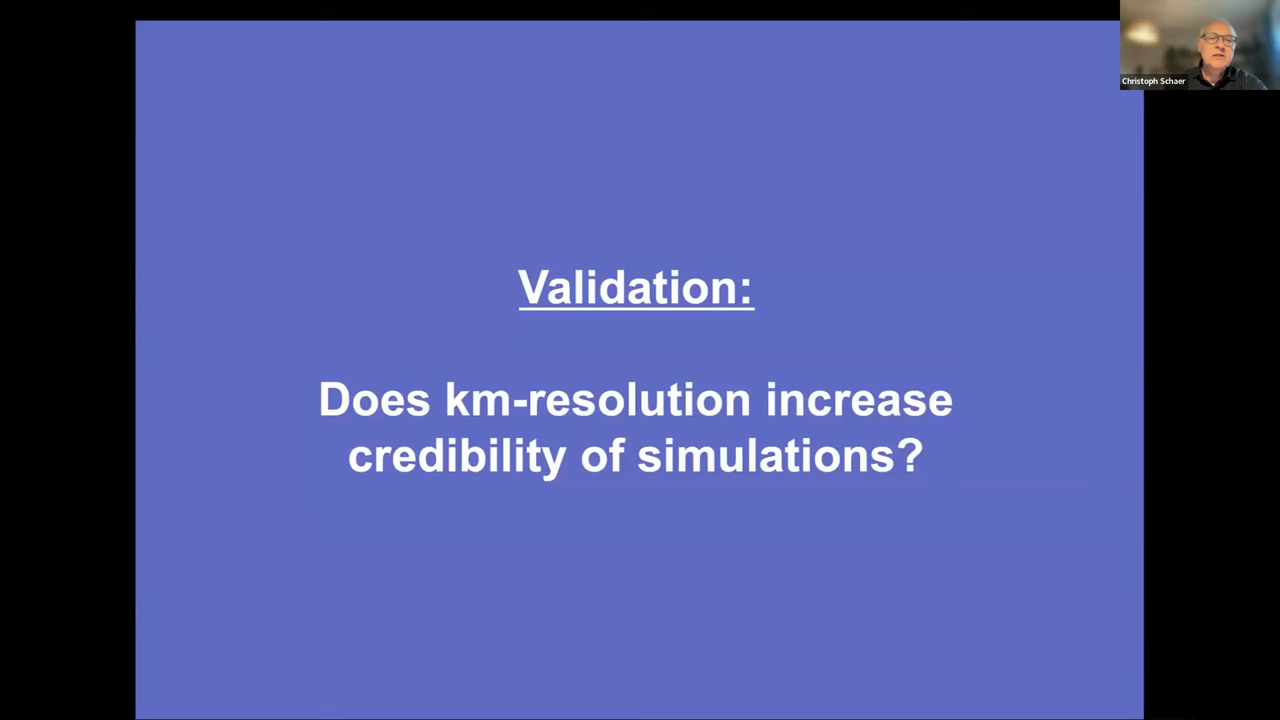 Christoph Schaer
Validation:
Does km-resolution increase
credibility of simulations?